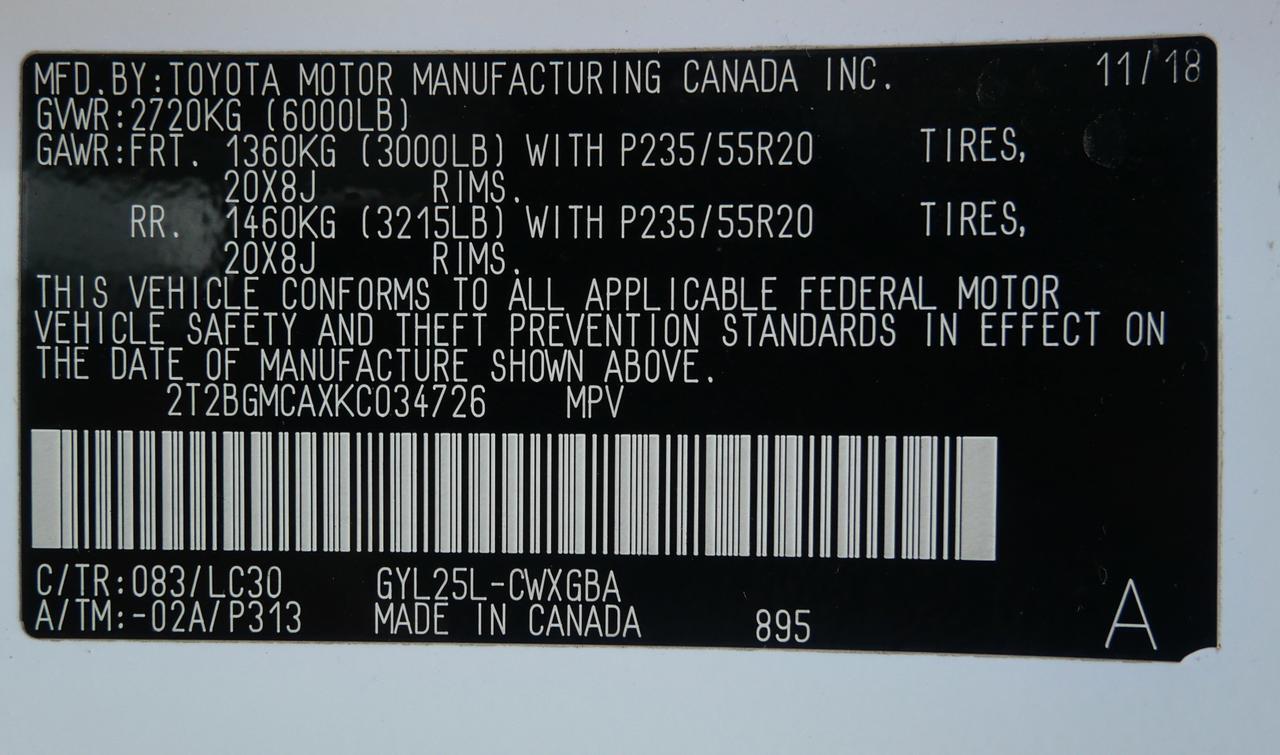 MFD.BY:TOYOTA MOTOR MANUFACTURING CANADA INC. 11/18
GVWR:2720KG (6000LB)
GAWR:FRT. 1360KG (3000LB) WITH P235/55R20 TIRES,
20X8J RIMS.
RR. 1460KG (3215LB) WITH P235/55R20 TIRES,
20X8J RIMS.
THIS VEHICLE CONFORMS TO ALL APPLICABLE FEDERAL MOTOR
VEHICLE SAFETY AND THEFT PREVENTION STANDARDS IN EFFECT ON
THE DATE OF MANUFACTURE SHOWN ABOVE.
2T2BGMCAXKC034726 MPV
C/TR:083/LC30 GYL25L-CWXGBA
A/TM:-02A/P313 MADE IN CANADA 895 A